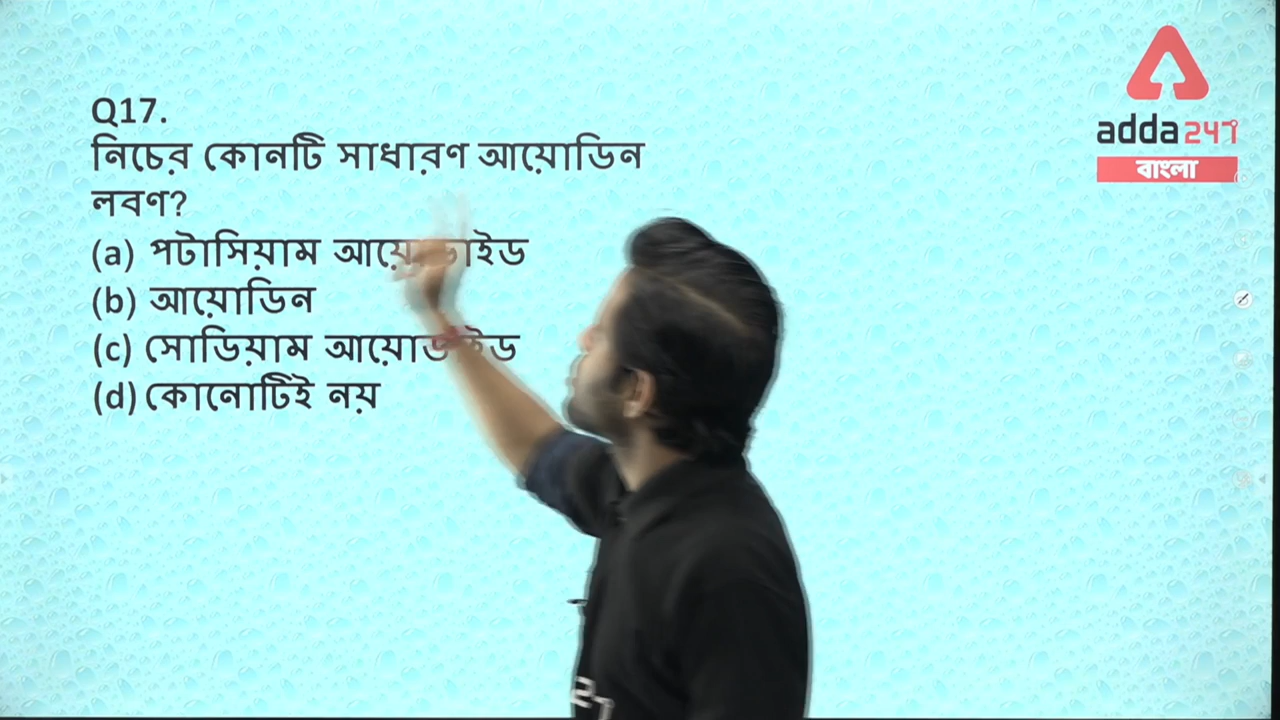 Q17.
নিচের কোনটি সাধারণ আয়োডিন
লবণ?
(a) পটাসিয়াম
(b) আয়োডিন
(c) সোডিয়াম
(d) কোনোটিই নয়
adda247
বাংলা